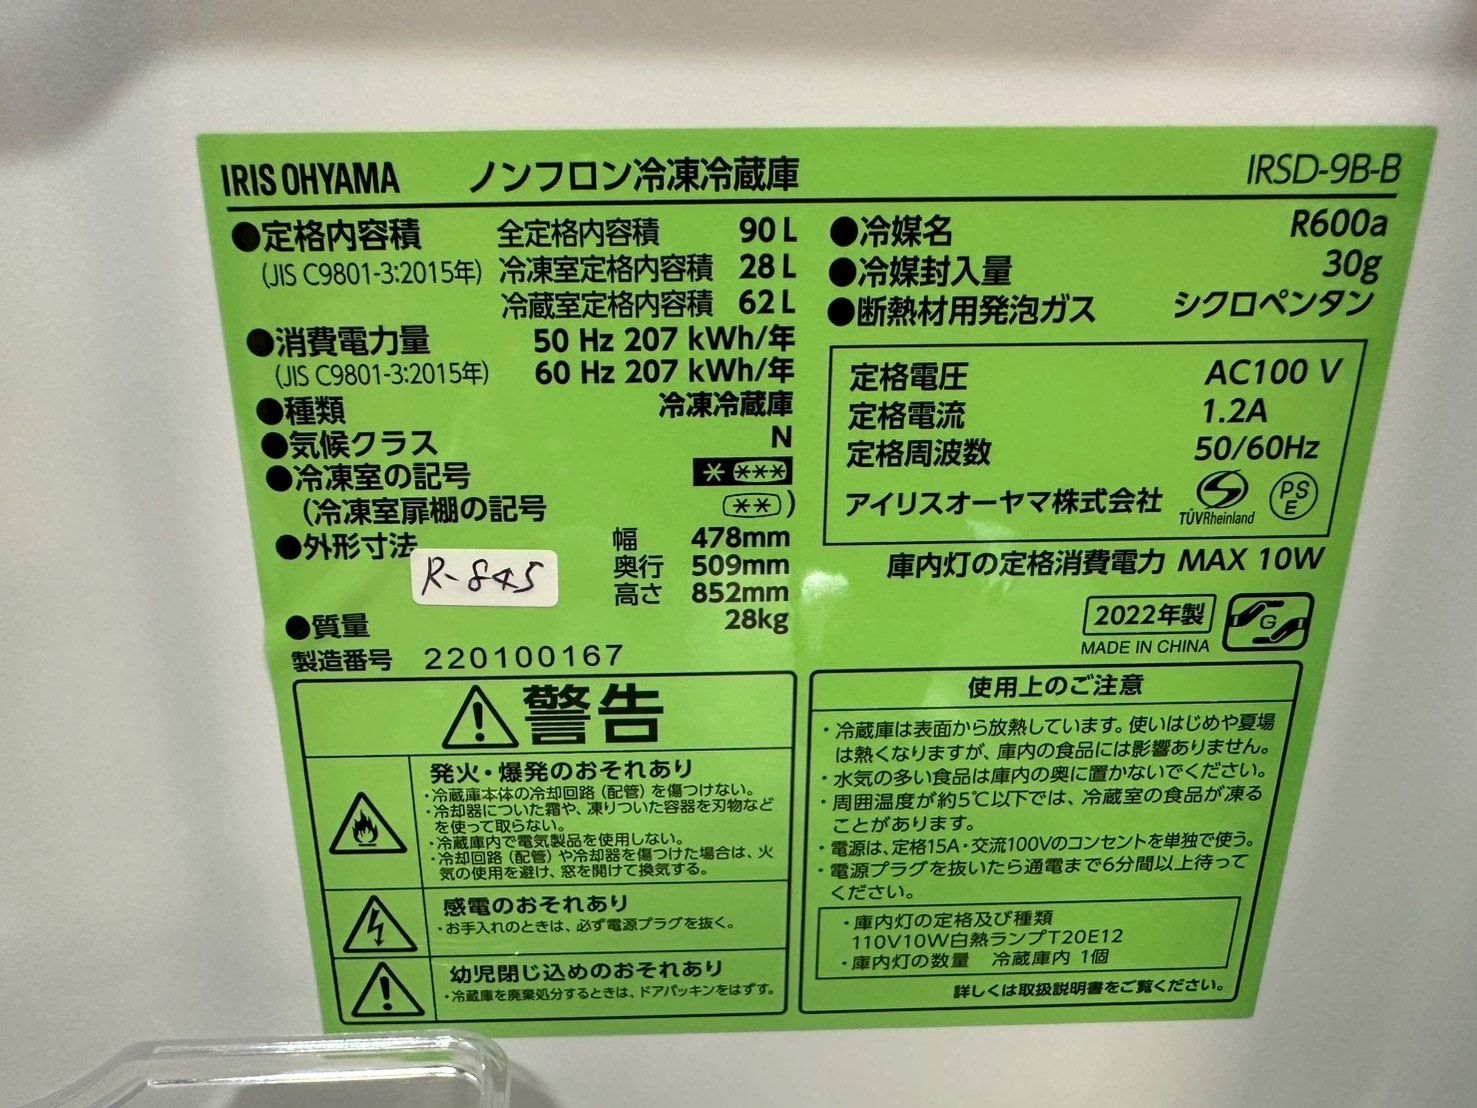 IRIS OHYAMA ノンフロン冷凍冷蔵庫 IRSD-9B-B
●定格内容積 全定格内容積 90 L
(JIS C9801-3:2015年) 冷凍室定格内容積 28 L
冷蔵室定格内容積 62 L
●消費電力量 50 Hz 207 kWh/年
(JIS C9801-3:2015年) 60 Hz 207 kWh/年
●種類 冷凍冷蔵庫
●気候クラス N
●冷凍室の記号 * ***
(冷凍室扉棚の記号 (**))
●外形寸法 幅 478mm
奥行 509mm
高さ 852mm
R-845
●質量 28kg
製造番号 220100167
●冷媒名 R600a
●冷媒封入量 30g
●断熱材用発泡ガス シクロペンタン
定格電圧 AC100 V
定格電流 1.2A
定格周波数 50/60Hz
アイリスオーヤマ株式会社 TÜVRheinland PS E
庫内灯の定格消費電力 MAX 10W
2022年製 G
MADE IN CHINA
警告
発火・爆発のおそれあり
・冷蔵庫本体の冷却回路(配管)を傷つけない。
・冷却器についた霜や、凍りついた容器を刃物など
を使って取らない。
・冷蔵庫内で電気製品を使用しない。
・冷却回路(配管)や冷却器を傷つけた場合は、火
気の使用を避け、窓を開けて換気する。
感電のおそれあり
・お手入れのときは、必ず電源プラグを抜く。
幼児閉じ込めのおそれあり
・冷蔵庫を廃棄処分するときは、ドアパッキンをはずす。
使用上のご注意
・冷蔵庫は表面から放熱しています。使いはじめや夏場
は熱くなりますが、庫内の食品には影響ありません。
・水気の多い食品は庫内の奥に置かないでください。
・周囲温度が約5℃以下では、冷蔵室の食品が凍る
ことがあります。
・電源は、定格15A・交流100Vのコンセントを単独で使う。
・電源プラグを抜いたら通電まで6分間以上待って
ください。
・庫内灯の定格及び種類
110V10W白熱ランプT20E12
・庫内灯の数量 冷蔵庫内 1個
詳しくは取扱説明書をご覧ください。